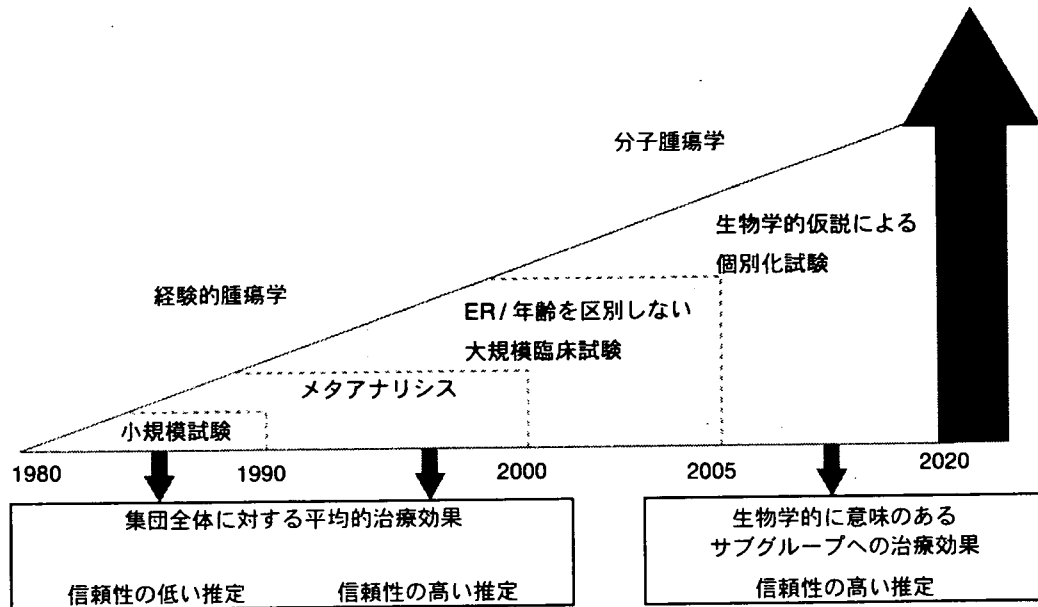 分子腫瘍学
生物学的仮説による
個別化試験
経験的腫瘍学
ER/年齢を区別しない
大規模臨床試験
メタアナリシス
小規模試験
1980 1990 2000 2005 2020
集団全体に対する平均的治療効果
信頼性の低い推定 信頼性の高い推定
生物学的に意味のある
サブグループへの治療効果
信頼性の高い推定